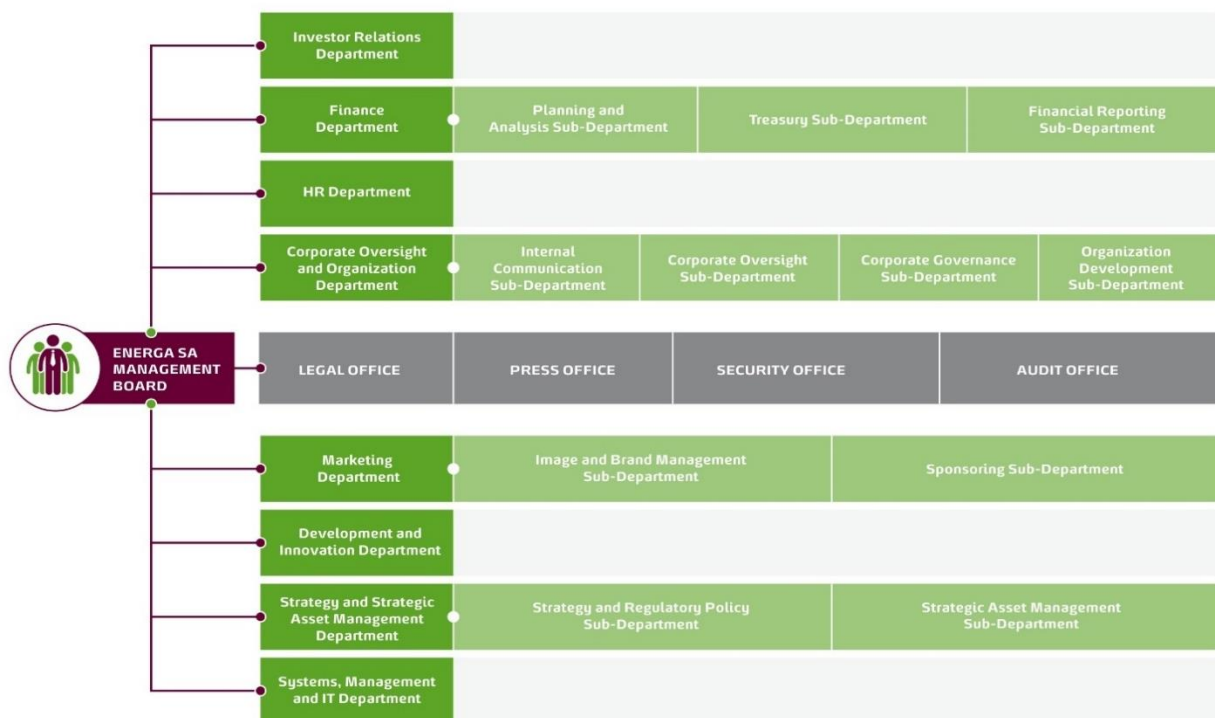 Investor Relations
Department
Finance
Department
Planning and
Analysis Sub-Department
Treasury Sub-Department
Financial Reporting
Sub-Department
HR Department
Corporate Oversight
and Organization
Department
Internal
Communication
Sub-Department
Corporate Oversight
Sub-Department
Corporate Governance
Sub-Department
Organization
Development
Sub-Department
ENERGA SA
MANAGEMENT
BOARD
LEGAL OFFICE
PRESS OFFICE
SECURITY OFFICE
AUDIT OFFICE
Marketing
Department
Image and Brand Management
Sub-Department
Sponsoring Sub-Department
Development and
Innovation Department
Strategy and Strategic
Asset Management
Department
Strategy and Regulatory Policy
Sub-Department
Strategic Asset Management
Sub-Department
Systems, Management
and IT Department